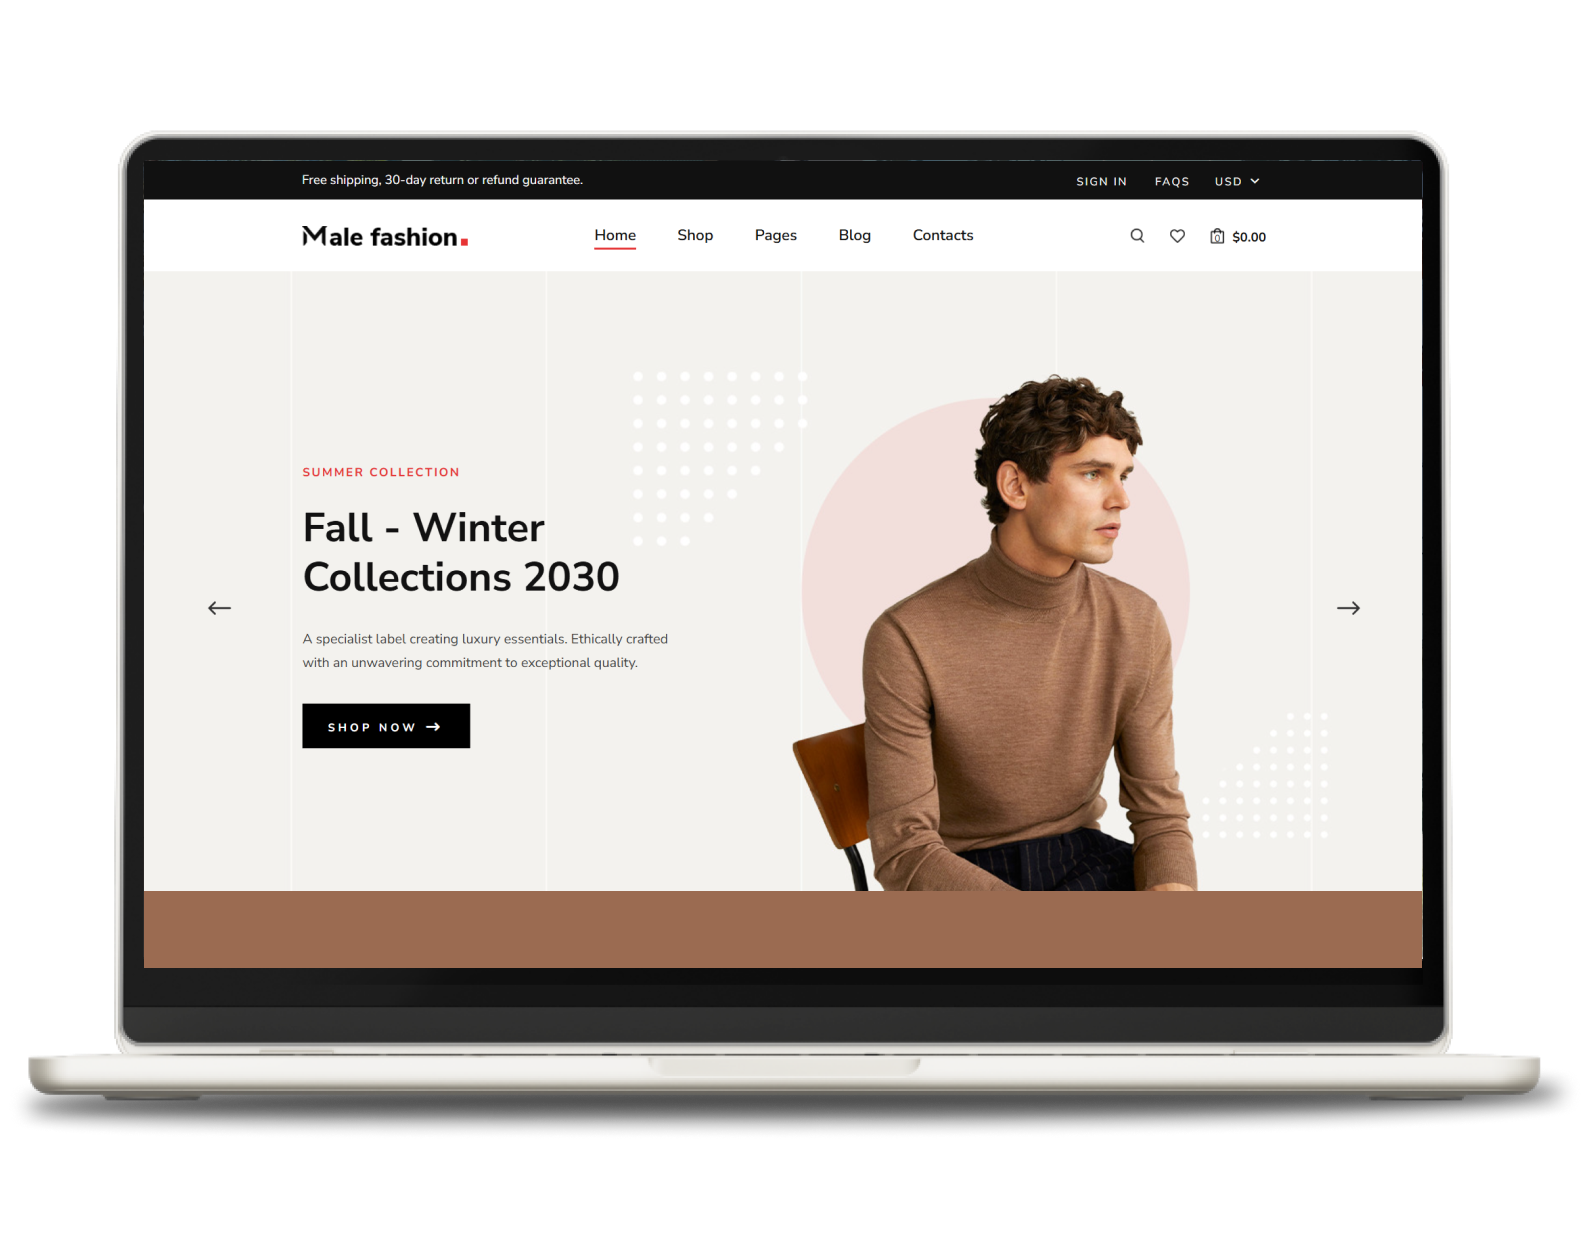 Free shipping, 30-day return or refund guarantee.
SIGN IN FAQS USD
Male fashion.
Home Shop Pages Blog Contacts
0 $0.00
SUMMER COLLECTION
Fall - Winter
Collections 2030
A specialist label creating luxury essentials. Ethically crafted
with an unwavering commitment to exceptional quality.
SHOP NOW